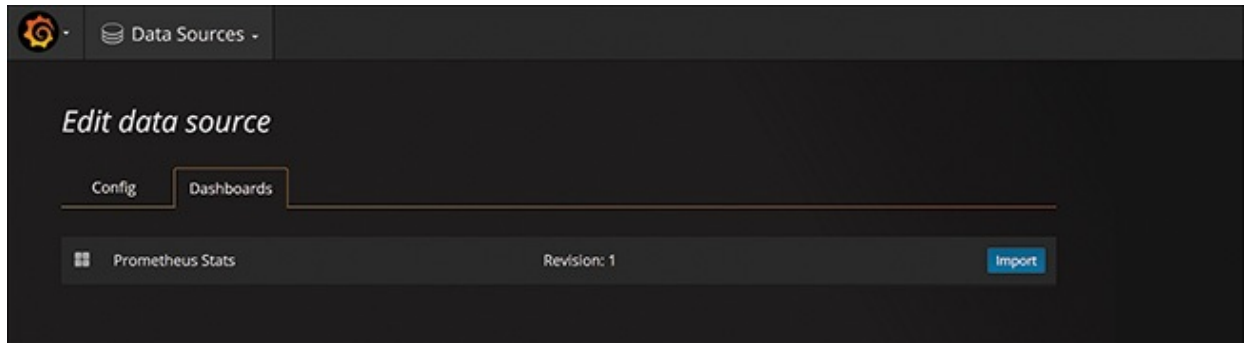 Data Sources
Edit data source
Config Dashboards
Prometheus Stats Revision: 1 Import